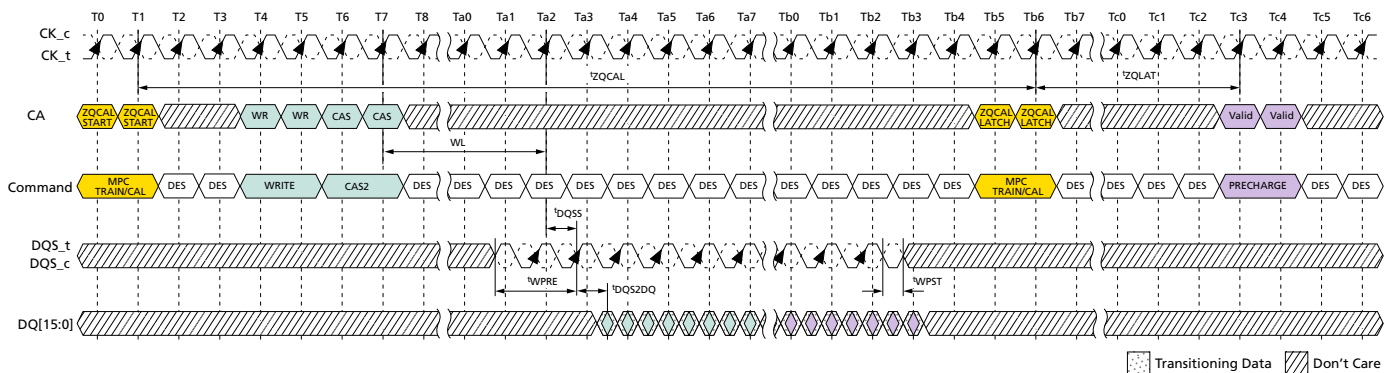 T0 T1 T2 T3 T4 T5 T6 T7 T8 Ta0 Ta1 Ta2 Ta3 Ta4 Ta5 Ta6 Ta7 Tb0 Tb1 Tb2 Tb3 Tb4 Tb5 Tb6 Tb7 Tc0 Tc1 Tc2 Tc3 Tc4 Tc5 Tc6
CK_c
CK_t
tZQCAL tZQLAT
CA ZQCAL START ZQCAL START WR WR CAS CAS ZQCAL LATCH ZQCAL LATCH Valid Valid
WL
Command MPC TRAIN/CAL DES DES WRITE CAS2 DES DES DES DES DES DES DES DES DES DES DES DES DES DES MPC TRAIN/CAL DES DES DES DES PRECHARGE DES DES
tDQSS
DQS_t
DQS_c
tWPRE tDQS2DQ tWPST
DQ[15:0]
Transitioning Data Don't Care